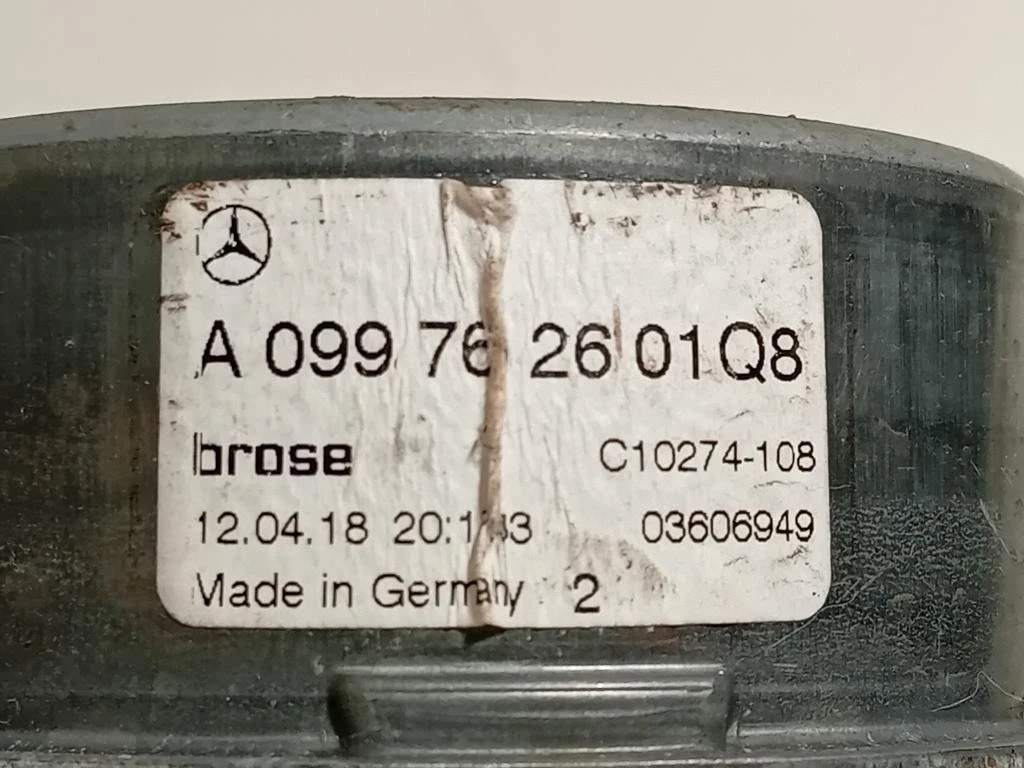 A 099 76 26 01Q8
brose
C10274-108
12.04.18
03606949
Made in Germany 2